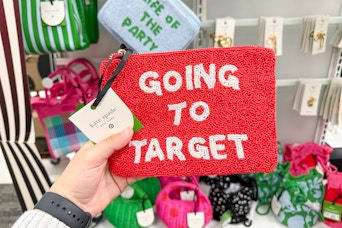 LIFE OF
THE
PARTY
GOING
TO
TARGET
kate spade